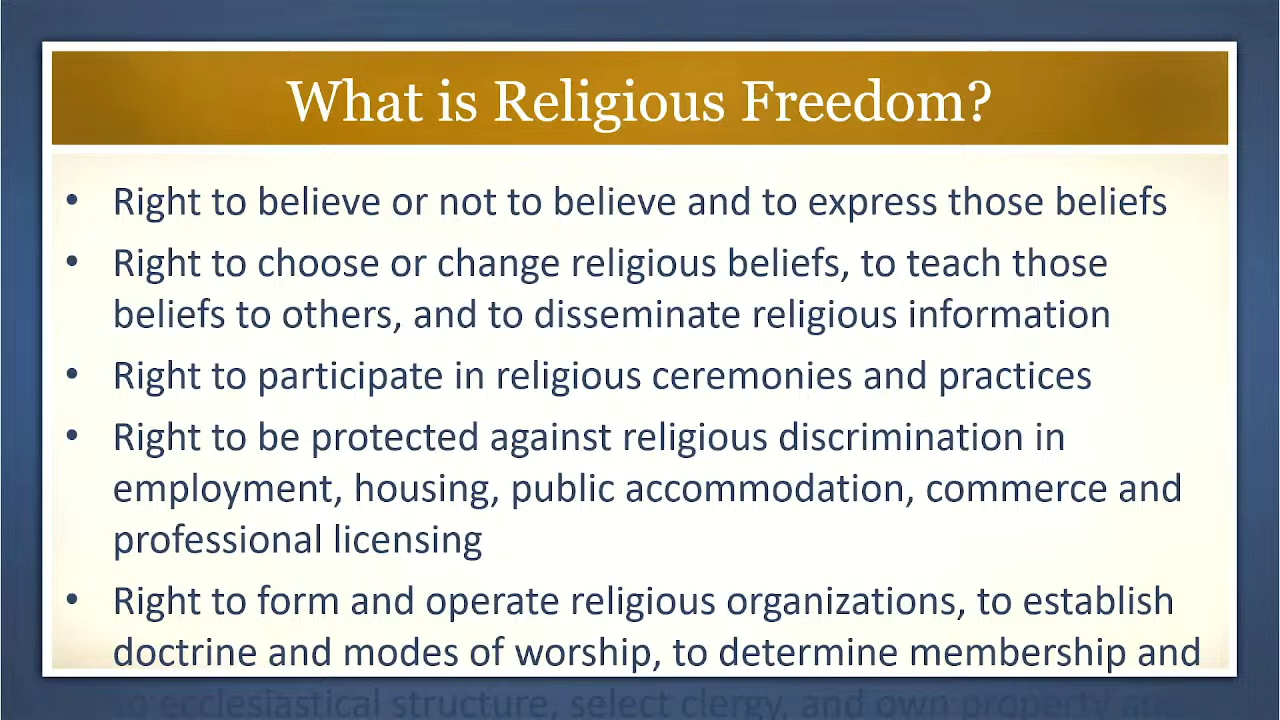 What is Religious Freedom?
• Right to believe or not to believe and to express those beliefs
• Right to choose or change religious beliefs, to teach those
beliefs to others, and to disseminate religious information
• Right to participate in religious ceremonies and practices
• Right to be protected against religious discrimination in
employment, housing, public accommodation, commerce and
professional licensing
• Right to form and operate religious organizations, to establish
doctrine and modes of worship, to determine membership and
ecclesiastical structure, select clergy, and own property